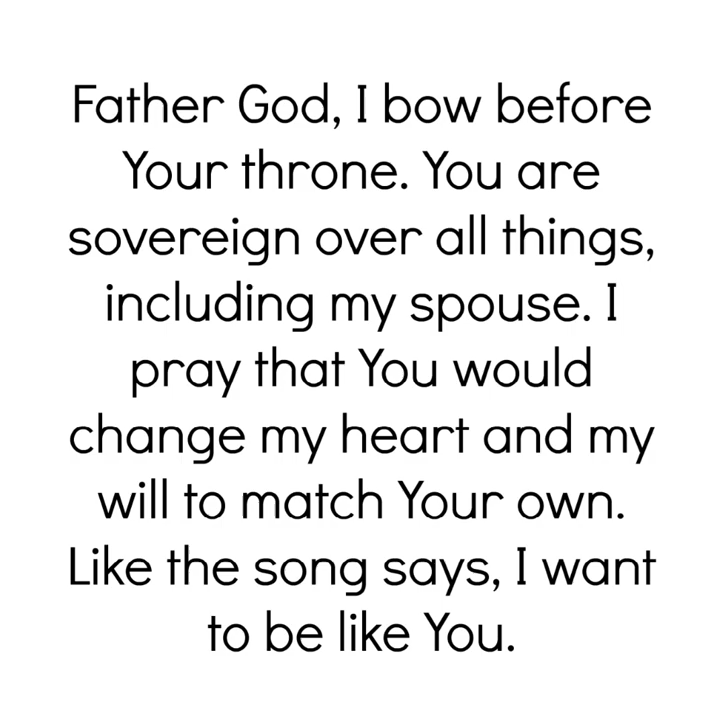 Father God, I bow before
Your throne. You are
sovereign over all things,
including my spouse. I
pray that You would
change my heart and my
will to match Your own.
Like the song says, I want
to be like You.